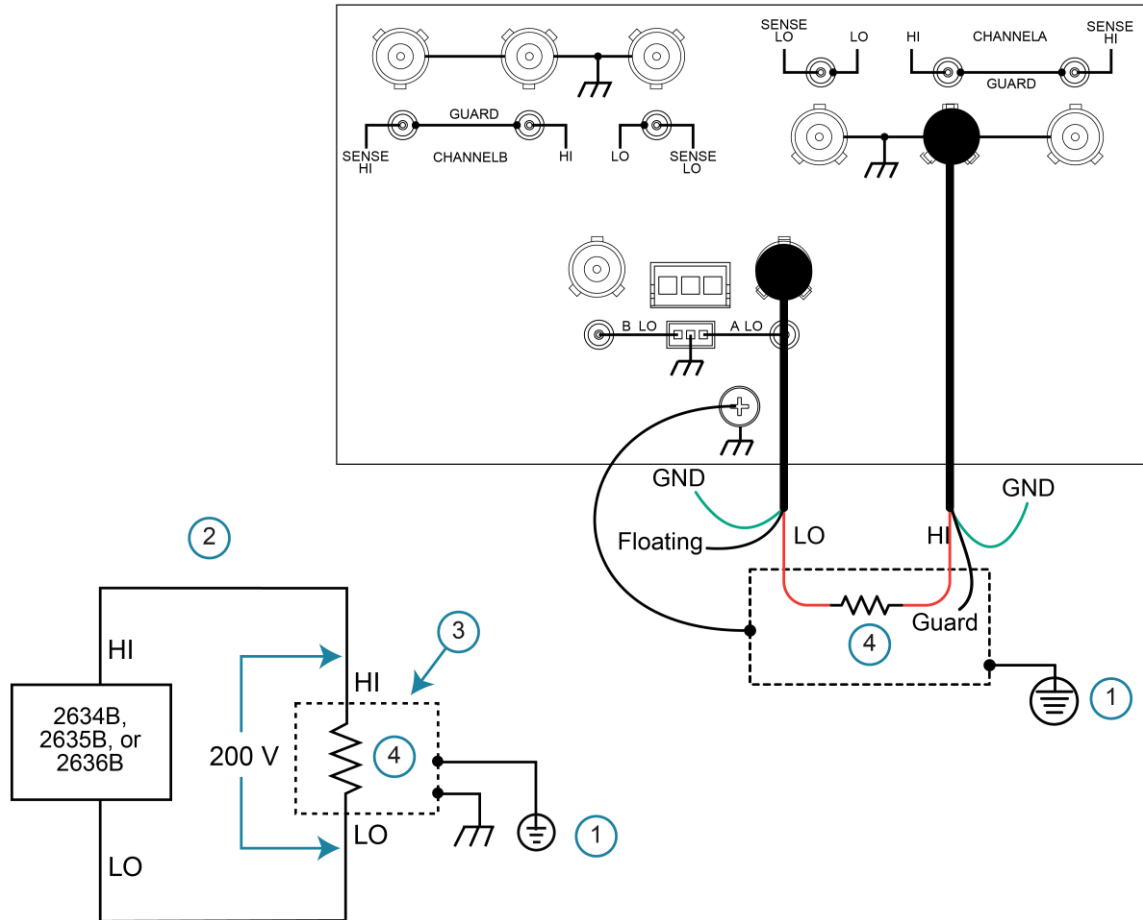 SENSE
LO
LO
HI
CHANNELA
SENSE
HI
GUARD
GUARD
SENSE
HI
CHANNELB
HI
LO
SENSE
LO
B LO
A LO
GND
GND
Floating
LO
HI
Guard
4
1
2
HI
3
HI
2634B,
2635B, or
2636B
200 V
4
LO
1
LO